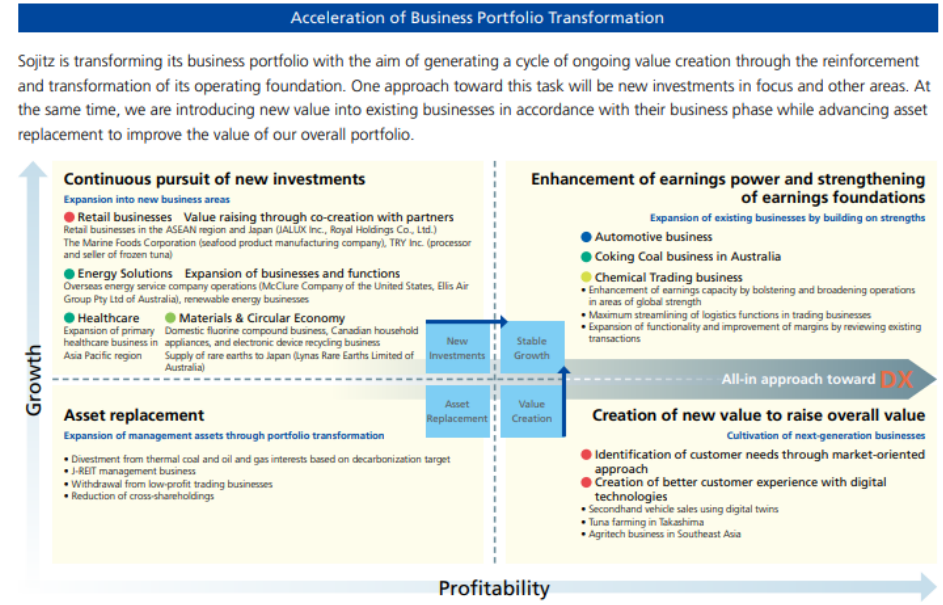 Acceleration of Business Portfolio Transformation
Sojitz is transforming its business portfolio with the aim of generating a cycle of ongoing value creation through the reinforcement
and transformation of its operating foundation. One approach toward this task will be new investments in focus and other areas. At
the same time, we are introducing new value into existing businesses in accordance with their business phase while advancing asset
replacement to improve the value of our overall portfolio.
Growth
Continuous pursuit of new investments
Expansion into new business areas
● Retail businesses Value raising through co-creation with partners
Retail businesses in the ASEAN region and Japan (JALUX Inc., Royal Holdings Co., Ltd.)
The Marine Foods Corporation (seafood product manufacturing company), TRY Inc. (processor
and seller of frozen tuna)
● Energy Solutions Expansion of businesses and functions
Overseas energy service company operations (McClure Company of the United States, Ellis Air
Group Pty Ltd of Australia), renewable energy businesses
● Healthcare
Expansion of primary
healthcare business in
Asia Pacific region
● Materials & Circular Economy
Domestic fluorine compound business, Canadian household
appliances, and electronic device recycling business
Supply of rare earths to Japan (Lynas Rare Earths Limited of
Australia)
Enhancement of earnings power and strengthening
of earnings foundations
Expansion of existing businesses by building on strengths
● Automotive business
● Coking Coal business in Australia
● Chemical Trading business
• Enhancement of earnings capacity by bolstering and broadening operations
in areas of global strength
• Maximum streamlining of logistics functions in trading businesses
• Expansion of functionality and improvement of margins by reviewing existing
transactions
New
Investments
Stable
Growth
All-in approach toward DX
Asset
Replacement
Value
Creation
Asset replacement
Expansion of management assets through portfolio transformation
• Divestment from thermal coal and oil and gas interests based on decarbonization target
• J-REIT management business
• Withdrawal from low-profit trading businesses
• Reduction of cross-shareholdings
Creation of new value to raise overall value
Cultivation of next-generation businesses
● Identification of customer needs through market-oriented
approach
● Creation of better customer experience with digital
technologies
• Secondhand vehicle sales using digital twins
• Tuna farming in Takashima
• Agritech business in Southeast Asia
Profitability